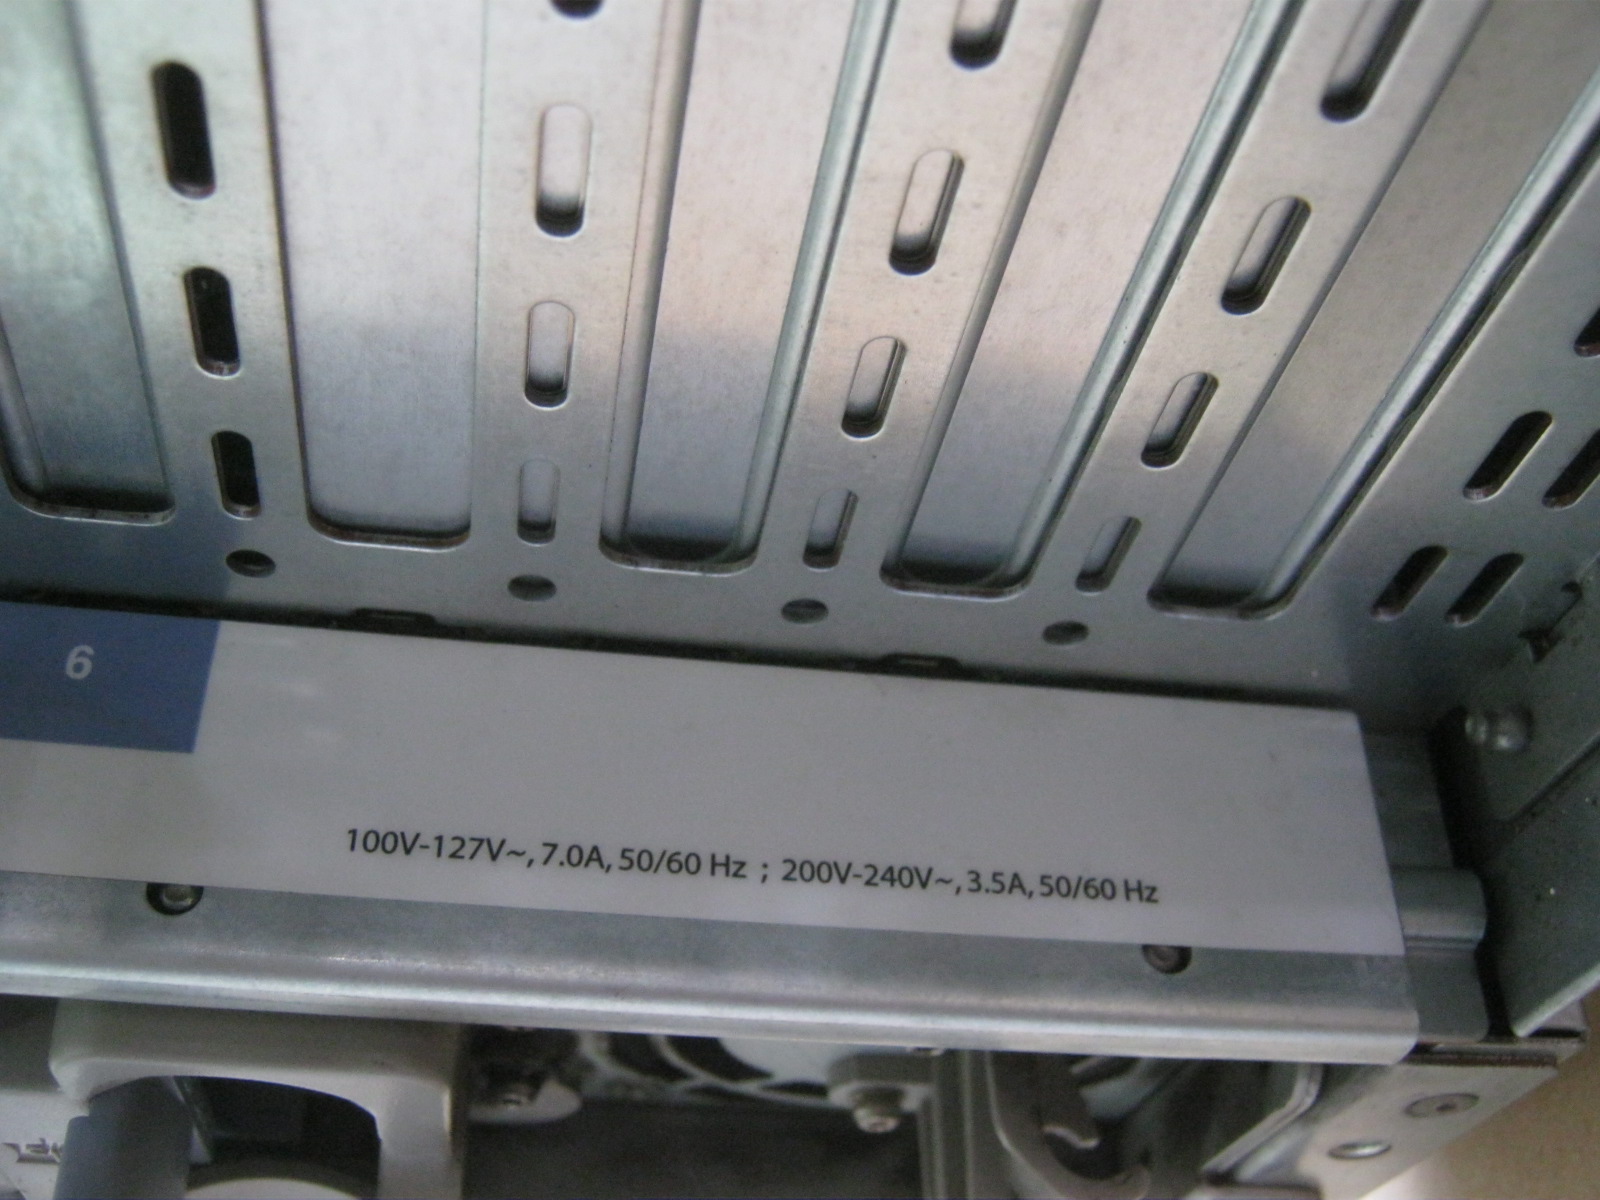 6
100V-127V~, 7.0A, 50/60 Hz ; 200V-240V~, 3.5A, 50/60 Hz